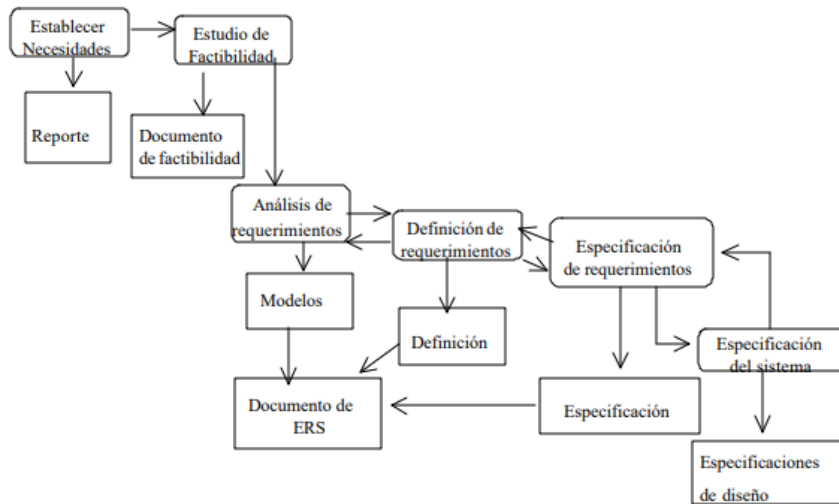 Establecer
Necesidades
Estudio de
Factibilidad
Reporte
Documento
de factibilidad
Análisis de
requerimientos
Definición de
requerimientos
Especificación
de requerimientos
Modelos
Definición
Especificación
del sistema
Documento de
ERS
Especificación
Especificaciones
de diseño